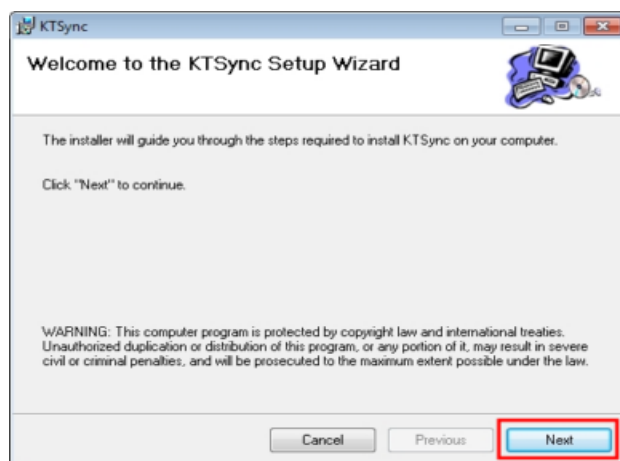 KTSync
Welcome to the KTSync Setup Wizard
The installer will guide you through the steps required to install KTSync on your computer.
Click "Next" to continue.
WARNING: This computer program is protected by copyright law and international treaties.
Unauthorized duplication or distribution of this program, or any portion of it, may result in severe
civil or criminal penalties, and will be prosecuted to the maximum extent possible under the law.
Cancel
Previous
Next